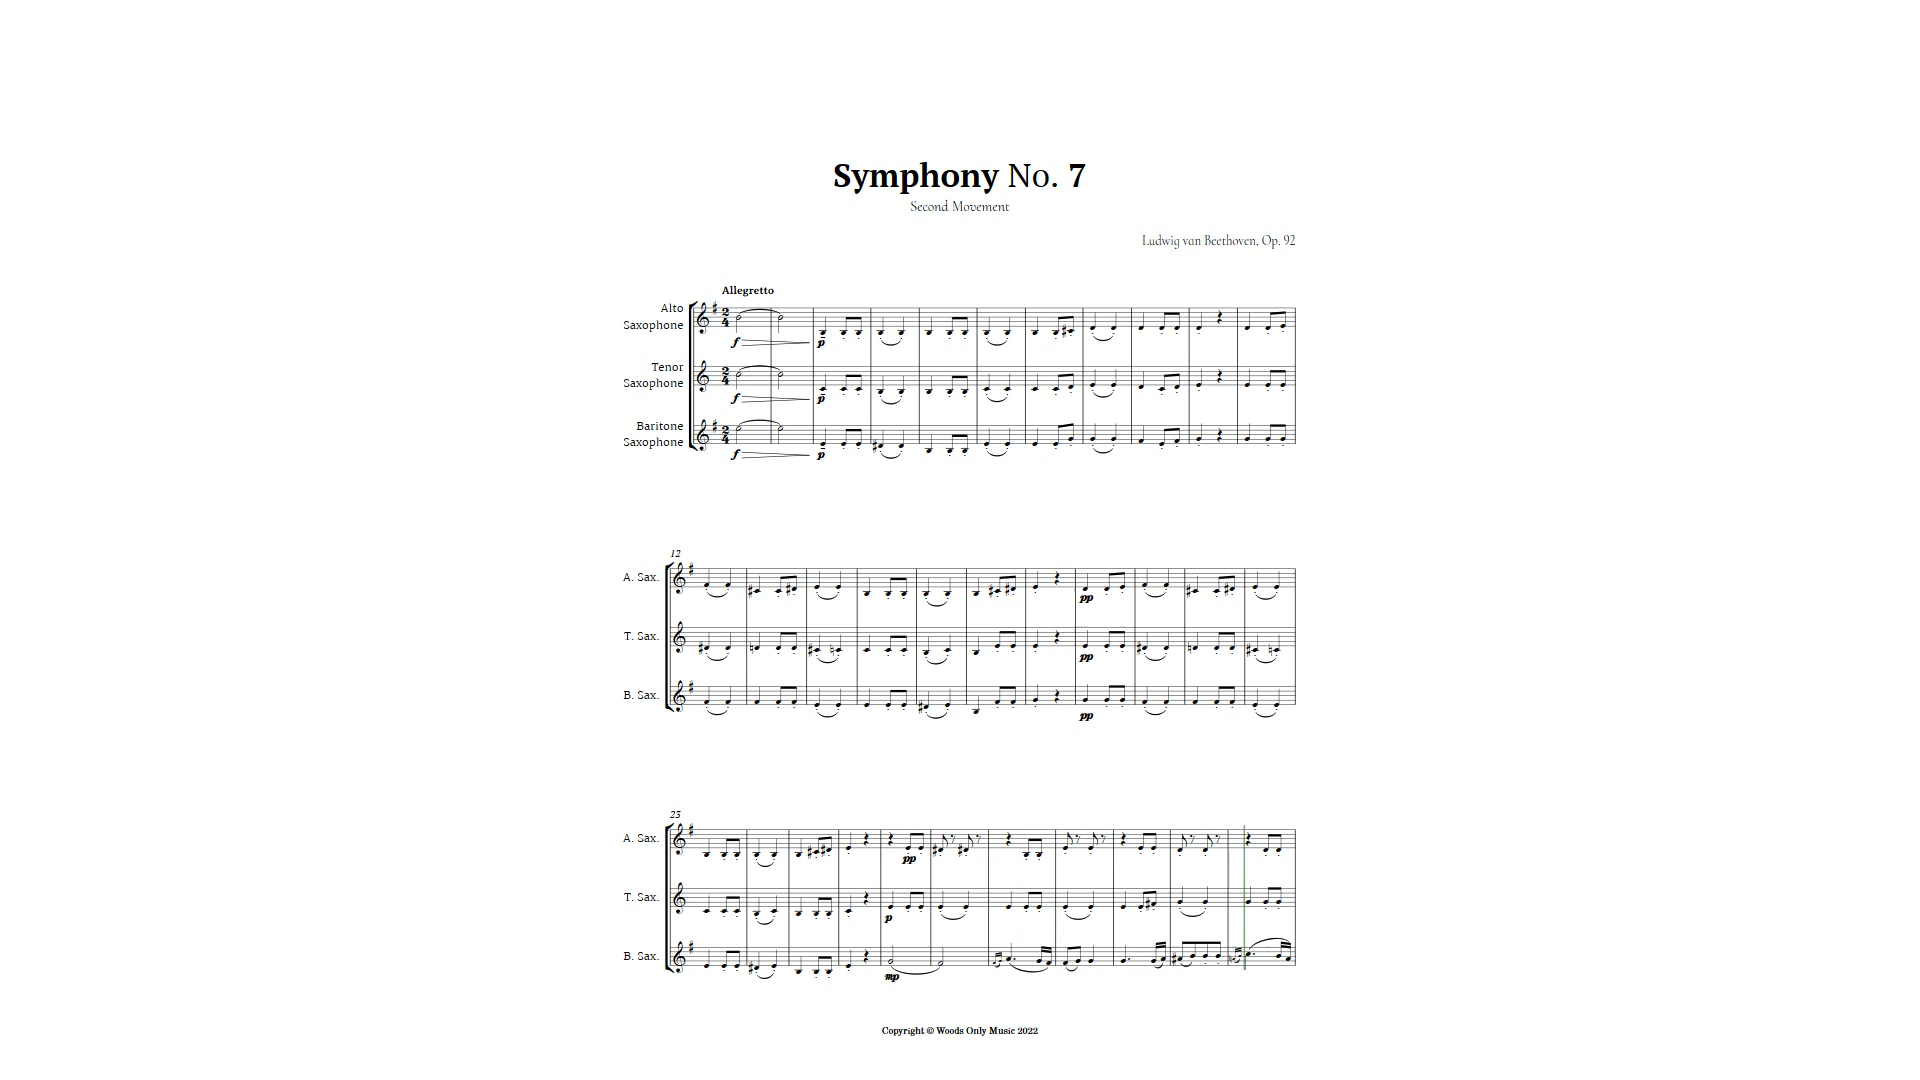 Symphony No. 7
Second Movement
Ludwig van Beethoven, Op. 92
Allegretto
Alto
Saxophone
f p
Tenor
Saxophone
f p
Baritone
Saxophone
f p
12
A. Sax.
pp
T. Sax.
pp
B. Sax.
pp
23
A. Sax.
pp
T. Sax.
p
B. Sax.
mp
Copyright © Woods Only Music 2022